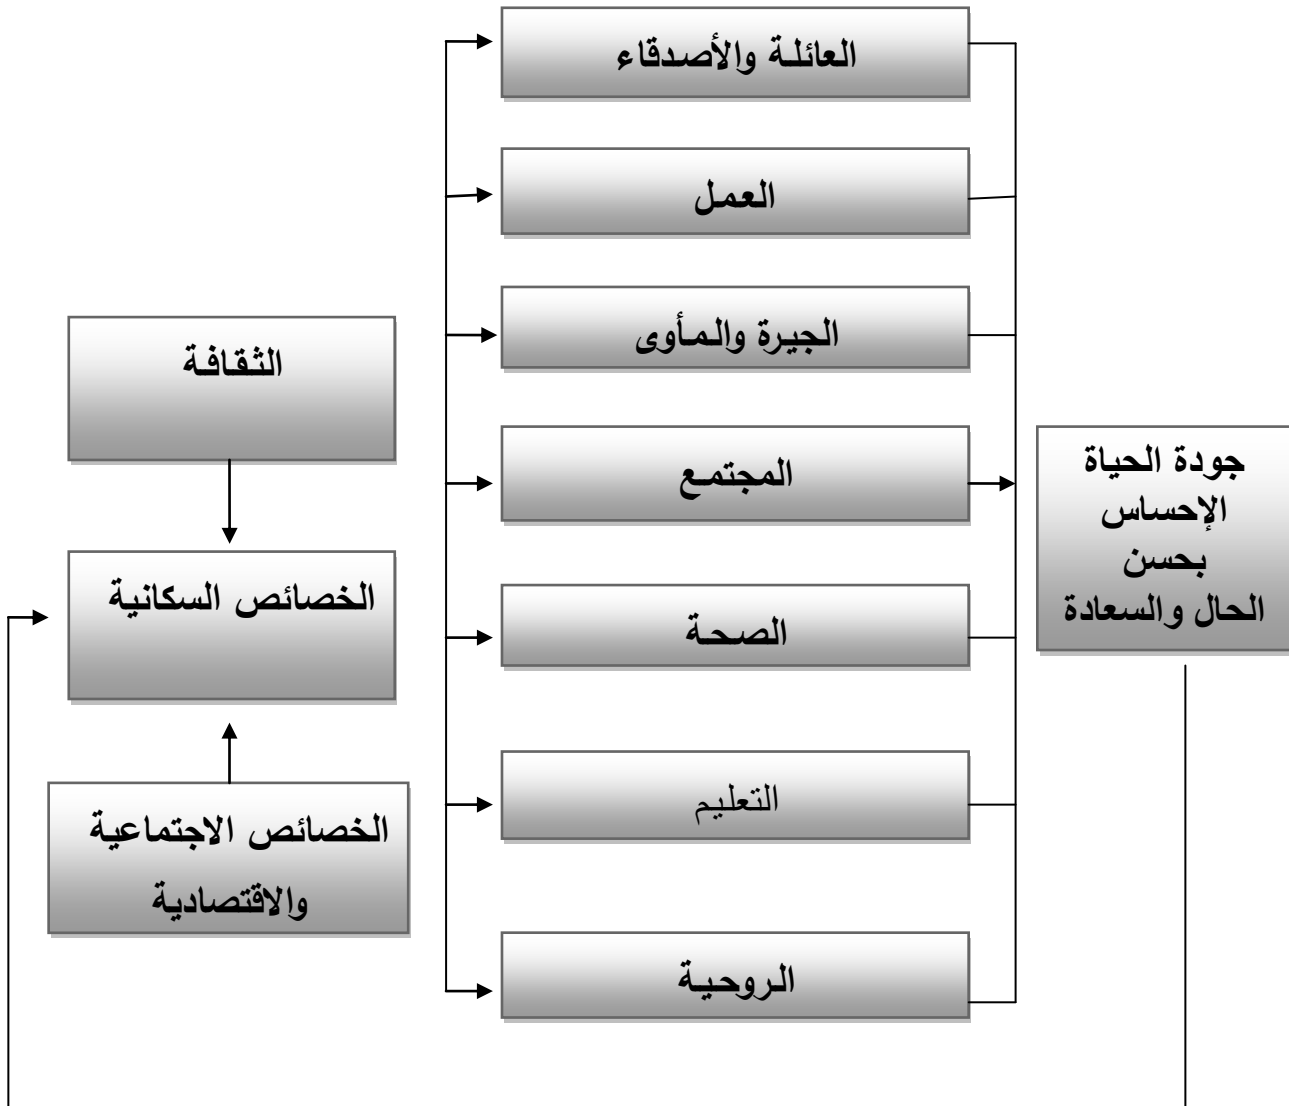 العائلة والأصدقاء
العمل
الجيرة والمأوى
الثقافة
المجتمع
جودة الحياة
الإحساس
بحسن
الحال والسعادة
الخصائص السكانية
الصحة
التعليم
الخصائص الاجتماعية
والاقتصادية
الروحية